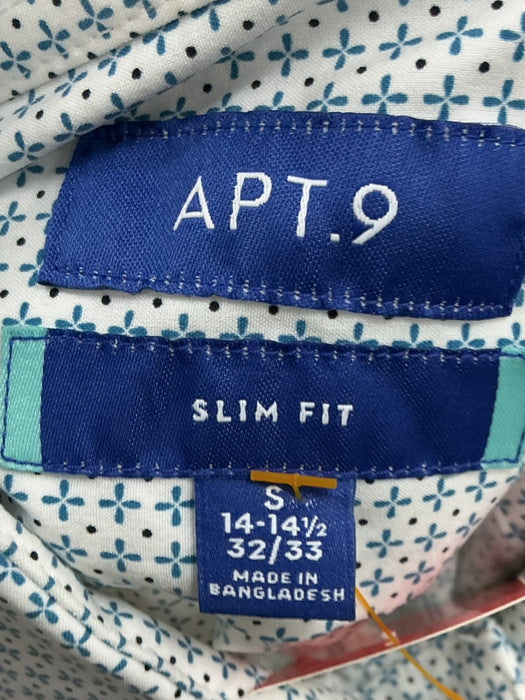 APT.9
SLIM FIT
S
14-14½
32/33
MADE IN
BANGLADESH